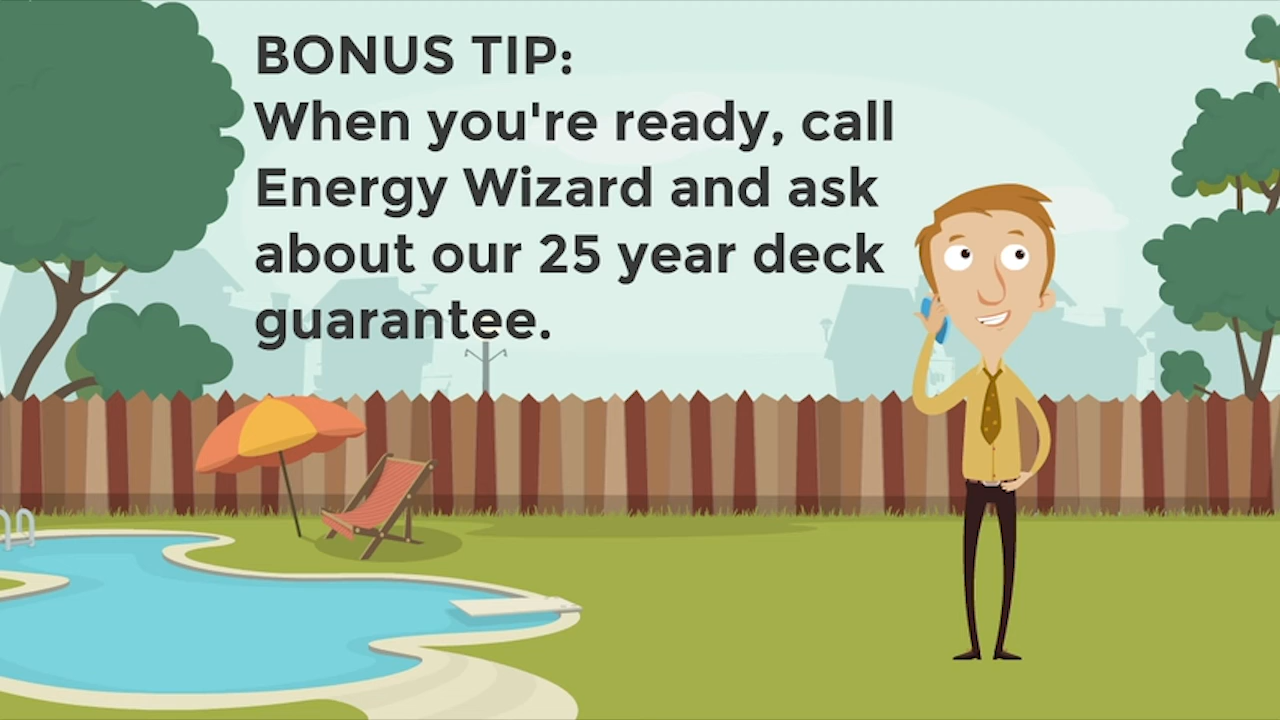 BONUS TIP:
When you're ready, call
Energy Wizard and ask
about our 25 year deck
guarantee.